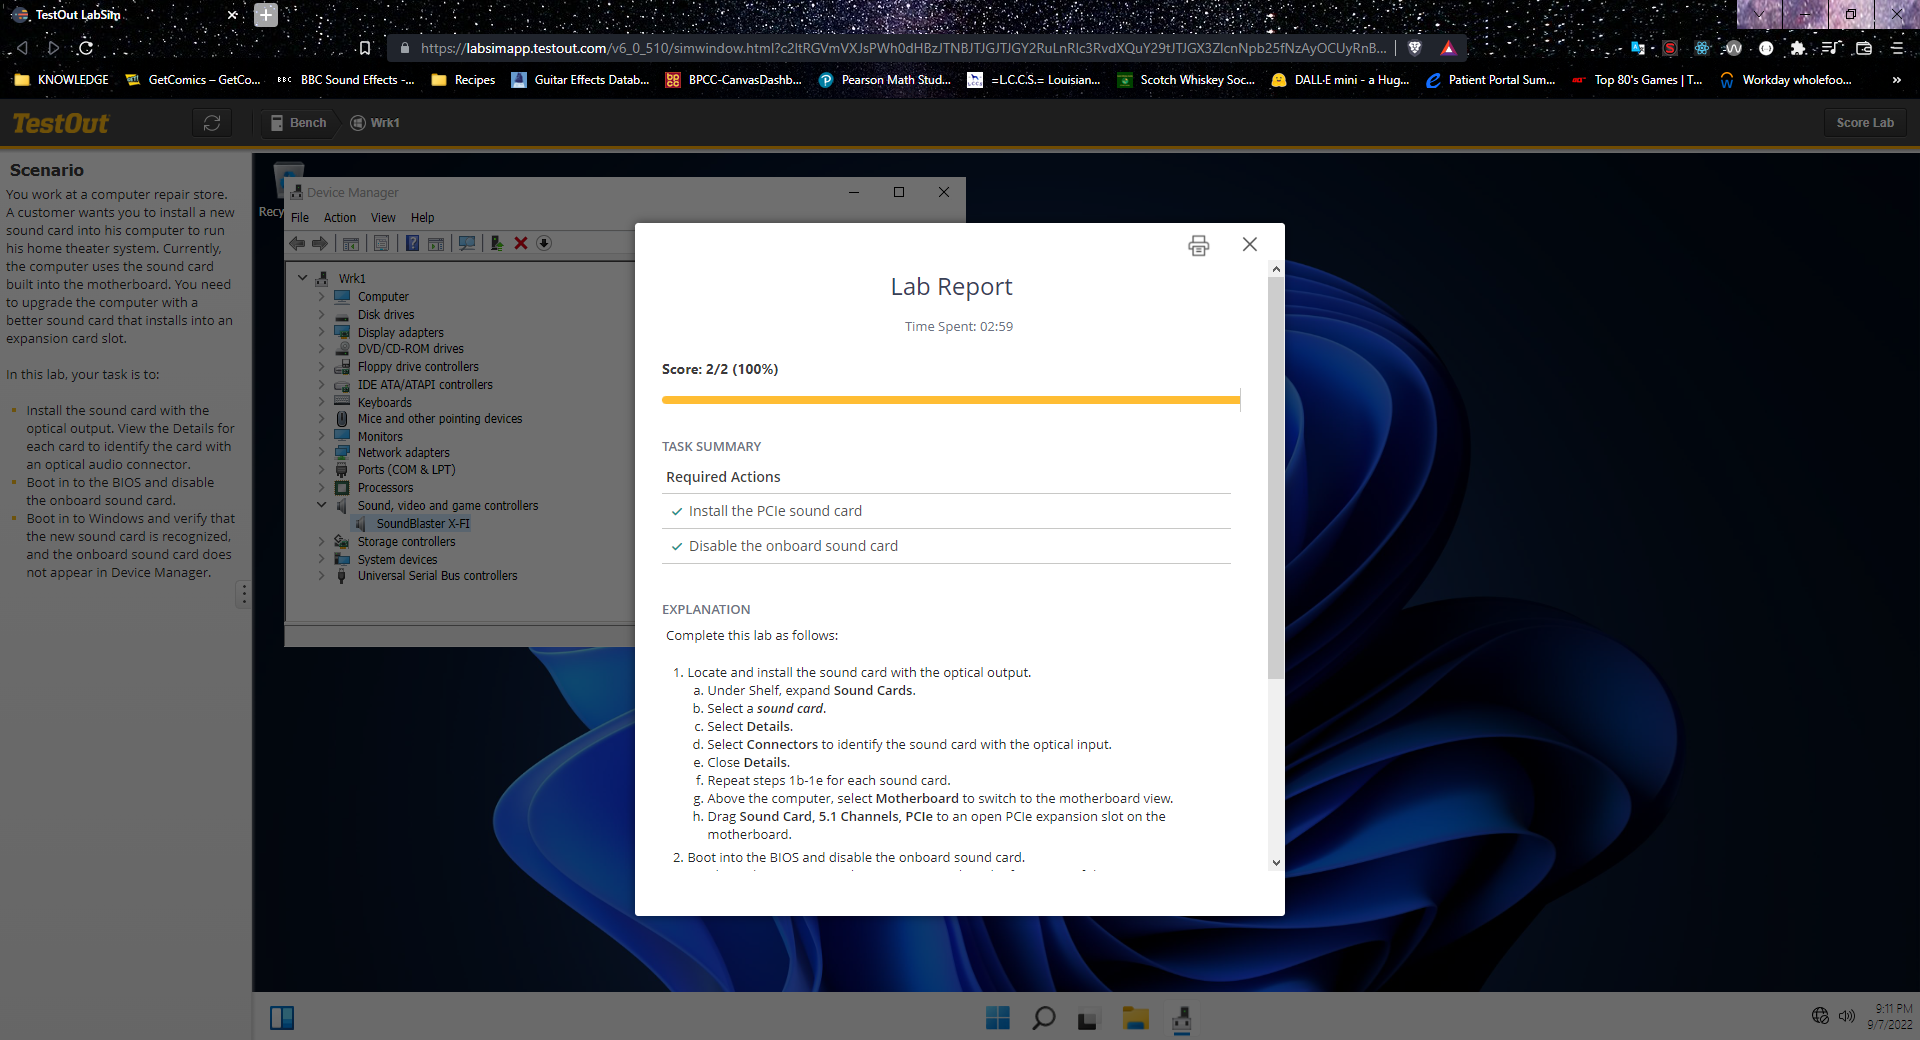 TestOut LabSim
https://labsimapp.testout.com/v6_0_510/simwindow.html?
KNOWLEDGE
GetComics – GetCo...
BBC BBC Sound Effects -...
Recipes
Guitar Effects Datab...
BPCC-CanvasDashb...
Pearson Math Stud...
=L.C.C.S.= Louisian...
Scotch Whiskey Soc...
DALL·E mini - a Hug...
Patient Portal Sum...
Top 80's Games | T...
Workday wholefoo...
TestOut
Bench
Wrk1
Score Lab
Scenario
You work at a computer repair store.
A customer wants you to install a new
sound card into his computer to run
his home theater system. Currently,
the computer uses the sound card
built into the motherboard. You need
to upgrade the computer with a
better sound card that installs into an
expansion card slot.
In this lab, your task is to:
Install the sound card with the
optical output. View the Details for
each card to identify the card with
an optical audio connector.
Boot in to the BIOS and disable
the onboard sound card.
Boot in to Windows and verify that
the new sound card is recognized,
and the onboard sound card does
not appear in Device Manager.
Recy
Device Manager
File Action View Help
Wrk1
Computer
Disk drives
Display adapters
DVD/CD-ROM drives
Floppy drive controllers
IDE ATA/ATAPI controllers
Keyboards
Mice and other pointing devices
Monitors
Network adapters
Ports (COM & LPT)
Processors
Sound, video and game controllers
SoundBlaster X-FI
Storage controllers
System devices
Universal Serial Bus controllers
Lab Report
Time Spent: 02:59
Score: 2/2 (100%)
TASK SUMMARY
Required Actions
Install the PCIe sound card
Disable the onboard sound card
EXPLANATION
Complete this lab as follows:
1. Locate and install the sound card with the optical output.
a. Under Shelf, expand Sound Cards.
b. Select a sound card.
c. Select Details.
d. Select Connectors to identify the sound card with the optical input.
e. Close Details.
f. Repeat steps 1b-1e for each sound card.
g. Above the computer, select Motherboard to switch to the motherboard view.
h. Drag Sound Card, 5.1 Channels, PCIe to an open PCIe expansion slot on the
motherboard.
2. Boot into the BIOS and disable the onboard sound card.
9:11 PM
9/7/2022